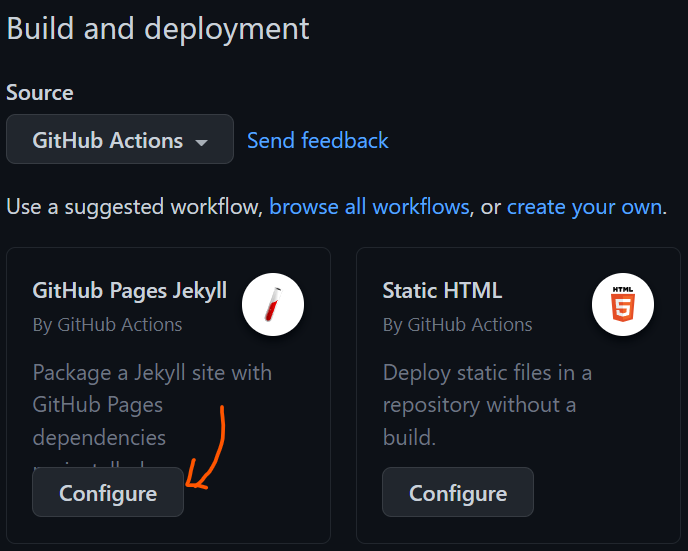 Build and deployment
Source
GitHub Actions
Send feedback
Use a suggested workflow, browse all workflows, or create your own.
GitHub Pages Jekyll
By GitHub Actions
Package a Jekyll site with
GitHub Pages
dependencies
Configure
Static HTML
HTML
5
By GitHub Actions
Deploy static files in a
repository without a
build.
Configure